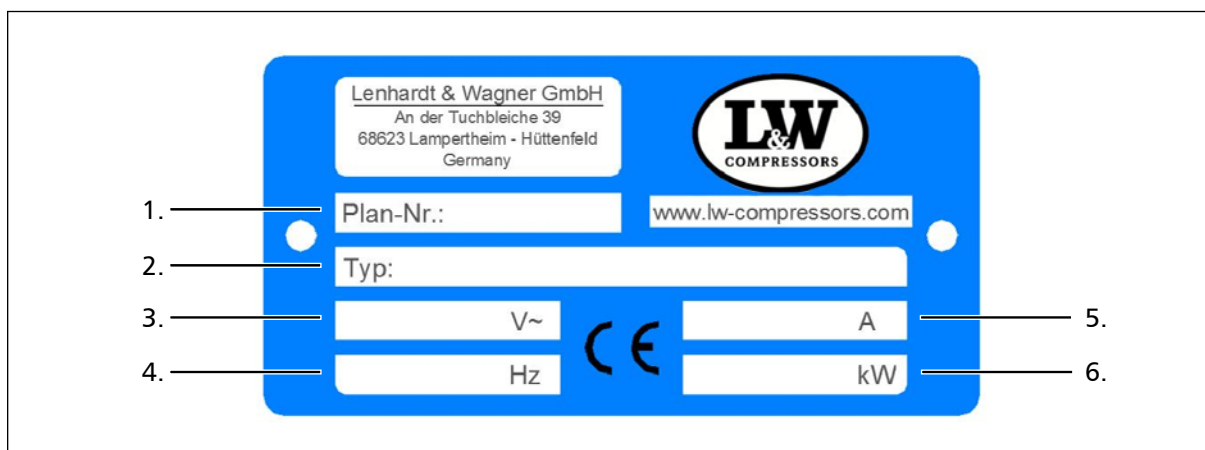 Lenhardt & Wagner GmbH
An der Tuchbleiche 39
68623 Lampertheim - Hüttenfeld
Germany
L&W
COMPRESSORS
1.
Plan-Nr.:
www.lw-compressors.com
2.
Typ:
3.
V~
CE
A
5.
4.
Hz
kW
6.